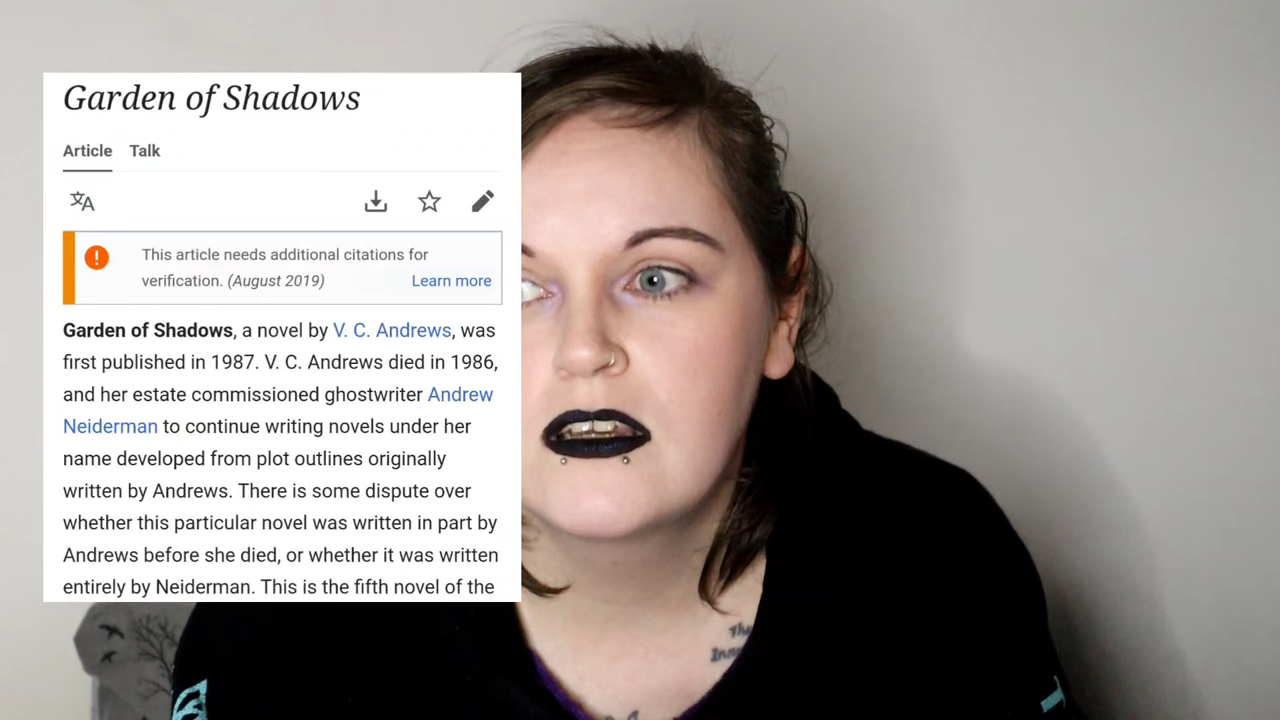 Garden of Shadows
Article Talk
This article needs additional citations for
verification. (August 2019) Learn more
Garden of Shadows, a novel by V. C. Andrews, was
first published in 1987. V. C. Andrews died in 1986,
and her estate commissioned ghostwriter Andrew
Neiderman to continue writing novels under her
name developed from plot outlines originally
written by Andrews. There is some dispute over
whether this particular novel was written in part by
Andrews before she died, or whether it was written
entirely by Neiderman. This is the fifth novel of the
The